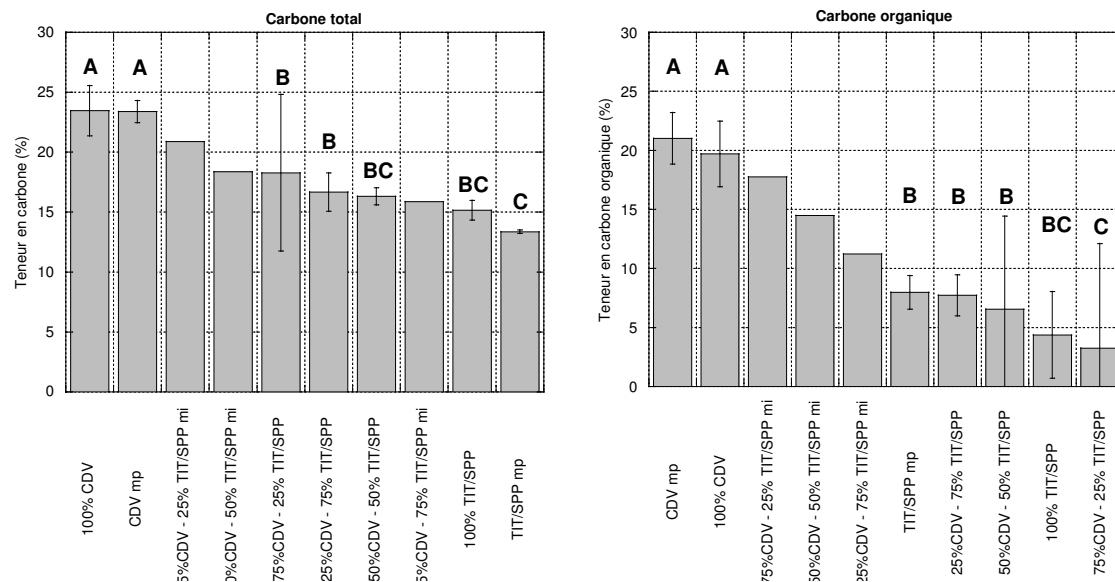 Carbone total
Teneur en carbone (%)
30
25
20
15
10
5
0
A
A
B
B
BC
BC
C
100% CDV
CDV mp
5%CDV - 25% TIT/SPP mi
0%CDV - 50% TIT/SPP mi
75%CDV - 25% TIT/SPP
25%CDV - 75% TIT/SPP
50%CDV - 50% TIT/SPP
5%CDV - 75% TIT/SPP mi
100% TIT/SPP
TIT/SPP mp
Carbone organique
Teneur en carbone organique (%)
30
25
20
15
10
5
0
A
A
B
B
B
BC
C
CDV mp
100% CDV
75%CDV - 25% TIT/SPP mi
50%CDV - 50% TIT/SPP mi
25%CDV - 75% TIT/SPP mi
TIT/SPP mp
25%CDV - 75% TIT/SPP
50%CDV - 50% TIT/SPP
100% TIT/SPP
75%CDV - 25% TIT/SPP